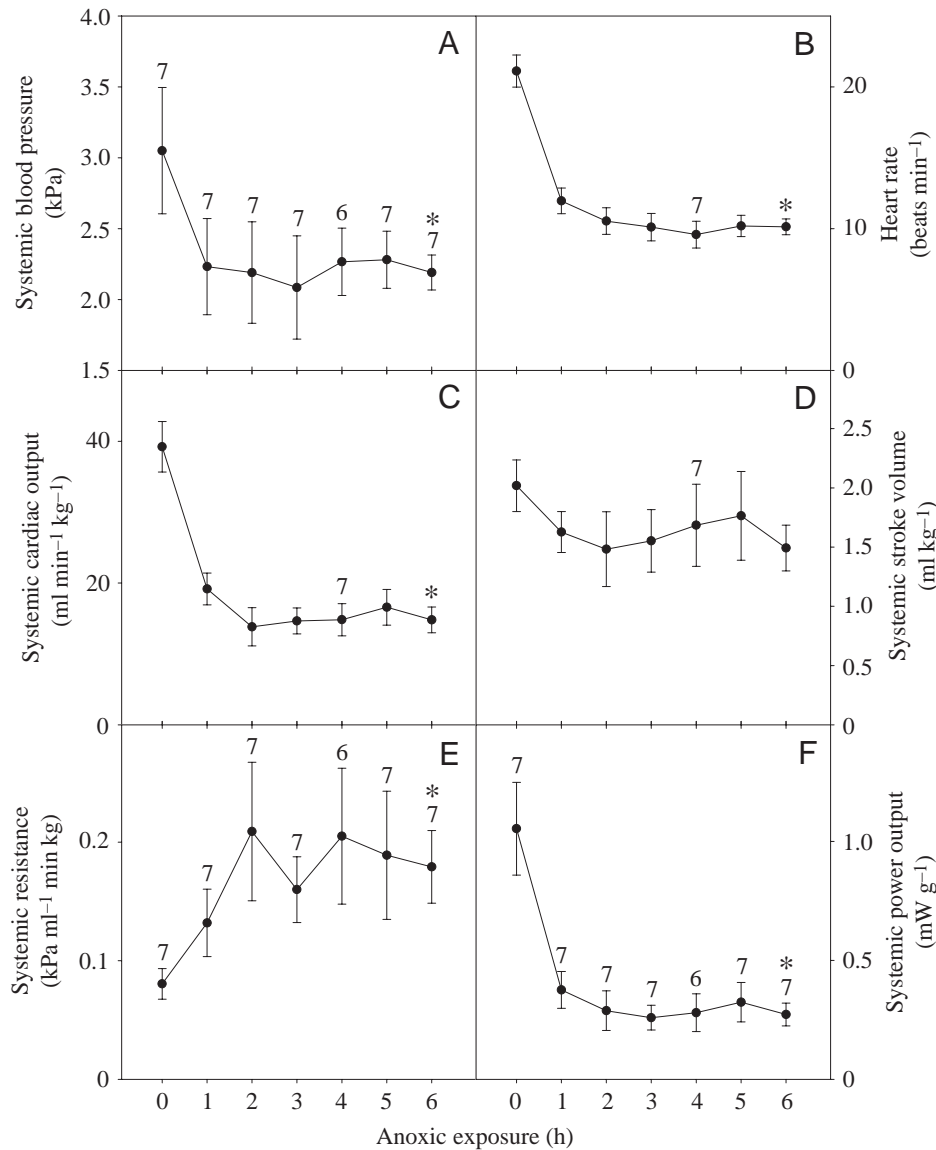 4.0
3.5
3.0
2.5
2.0
1.5
Systemic blood pressure
(kPa)
A
7
7
7
7
6
7
*
7
B
20
10
0
Heart rate
(beats min–1)
7
*
40
20
0
Systemic cardiac output
(ml min–1 kg–1)
C
7
*
D
2.5
2.0
1.5
1.0
0.5
0
Systemic stroke volume
(ml kg–1)
7
0.2
0.1
0
Systemic resistance
(kPa ml–1 min kg)
E
7
7
7
7
6
7
*
7
F
1.0
0.5
0
Systemic power output
(mW g–1)
7
7
7
7
6
7
*
7
0 1 2 3 4 5 6
0 1 2 3 4 5 6
Anoxic exposure (h)